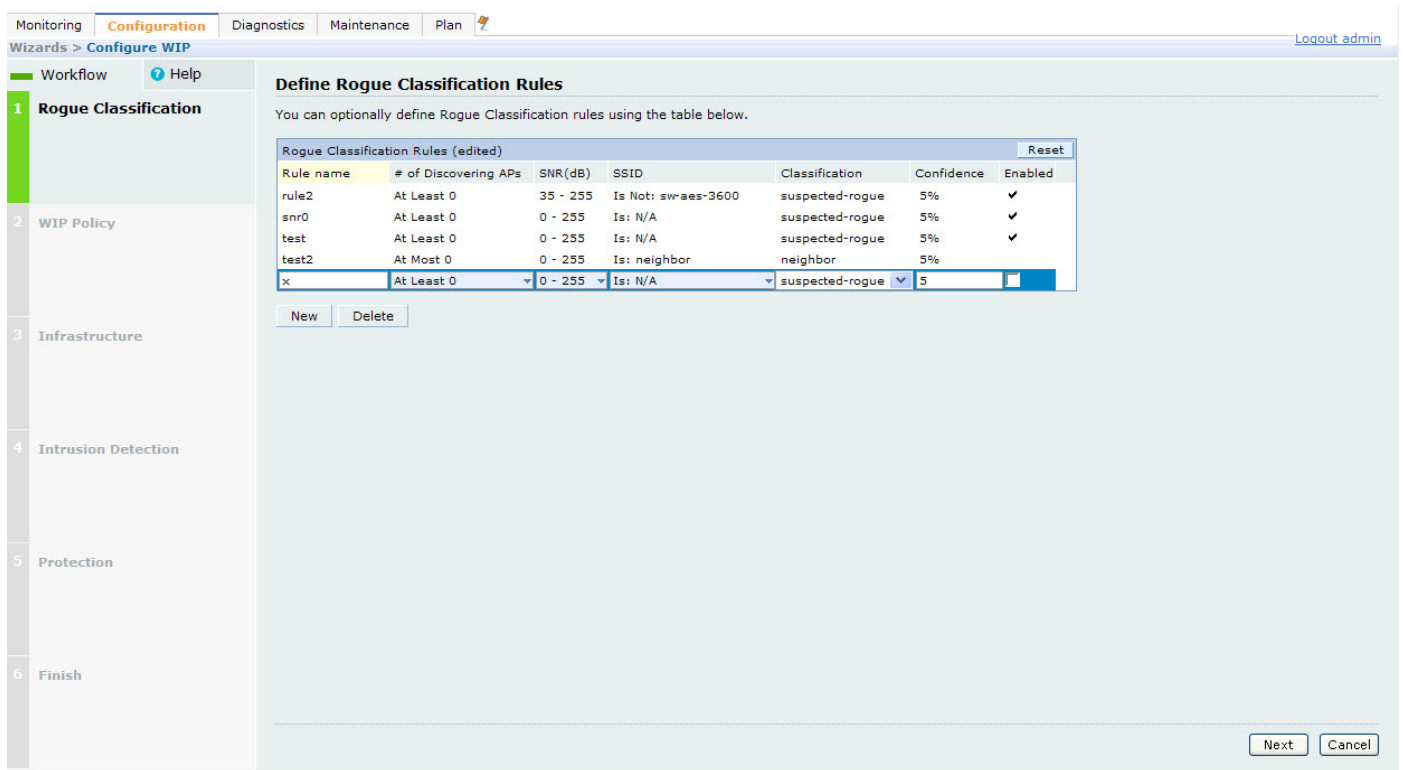 Monitoring Configuration Diagnostics Maintenance Plan
Logout admin
Wizards > Configure WIP
Workflow Help
1 Rogue Classification
2 WIP Policy
3 Infrastructure
4 Intrusion Detection
5 Protection
6 Finish
Define Rogue Classification Rules
You can optionally define Rogue Classification rules using the table below.
Rogue Classification Rules (edited) Reset
Rule name # of Discovering APs SNR(dB) SSID Classification Confidence Enabled
rule2 At Least 0 35 - 255 Is Not: sw-aes-3600 suspected-rogue 5%
snr0 At Least 0 0 - 255 Is: N/A suspected-rogue 5%
test At Least 0 0 - 255 Is: N/A suspected-rogue 5%
test2 At Most 0 0 - 255 Is: neighbor neighbor 5%
x At Least 0 0 - 255 Is: N/A suspected-rogue 5
New Delete
Next Cancel